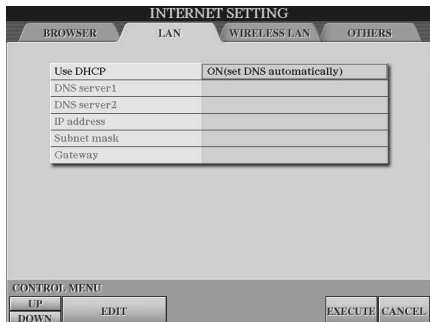 INTERNET SETTING
BROWSER LAN WIRELESS LAN OTHERS
Use DHCP ON(set DNS automatically)
DNS server1
DNS server2
IP address
Subnet mask
Gateway
CONTROL MENU
UP
DOWN
EDIT
EXECUTE CANCEL